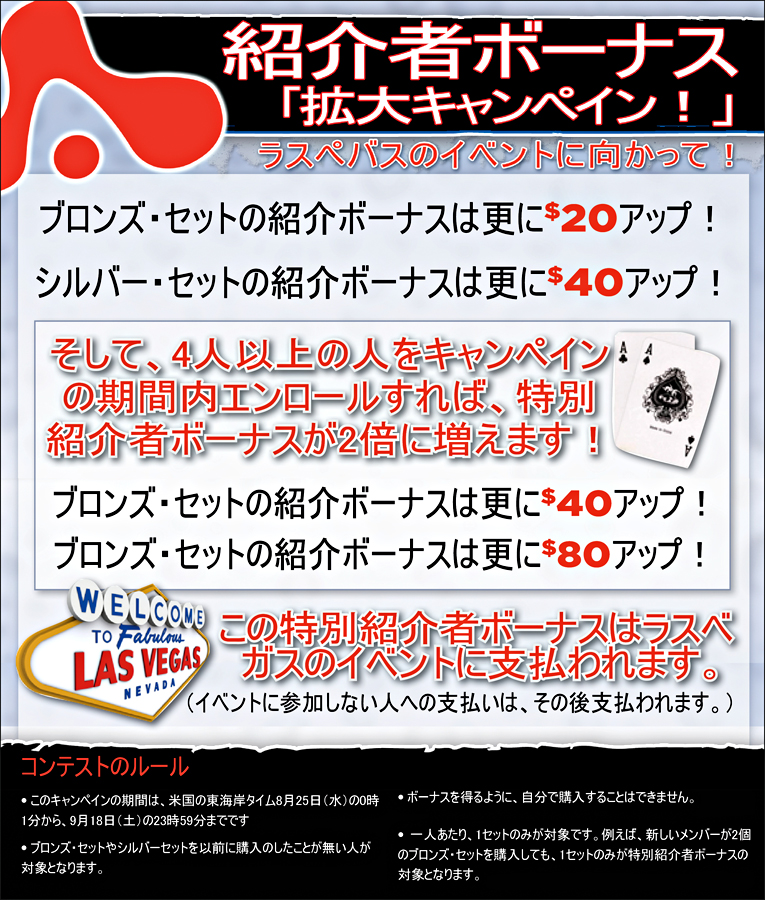 紹介者ボーナス
「拡大キャンペイン！」
ラスペバスのイベントに向かって！
ブロンズ・セットの紹介ボーナスは更に$20アップ！
シルバー・セットの紹介ボーナスは更に$40アップ！
そして、4人以上の人をキャンペイン
の期間内エンロールすれば、特別
紹介者ボーナスが2倍に増えます！
A
A
A
ブロンズ・セットの紹介ボーナスは更に$40アップ！
ブロンズ・セットの紹介ボーナスは更に$80アップ！
WELCOME
TO Fabulous
LAS VEGAS
NEVADA
この特別紹介者ボーナスはラスベ
ガスのイベントに支払われます。
（イベントに参加しない人への支払いは、その後支払われます。）
コンテストのルール
• このキャンペインの期間は、米国の東海岸タイム8月25日（水）の0時
1分から、9月18日（土）の23時59分までです
• ブロンズ・セットやシルバーセットを以前に購入のしたことが無い人が
対象となります。
• ボーナスを得るように、自分で購入することはできません。
• 一人あたり、1セットのみが対象です。例えば、新しいメンバーが2個
のブロンズ・セットを購入しても、1セットのみが特別紹介者ボーナスの
対象となります。